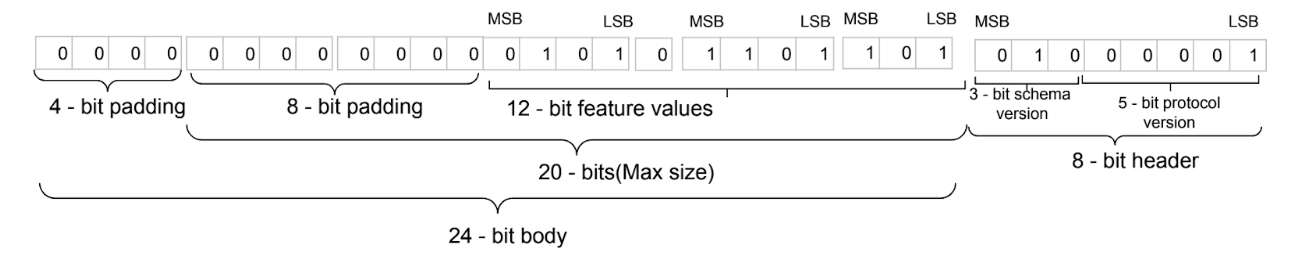 MSB LSB MSB LSB MSB LSB MSB LSB
0 0 0 0 0 0 0 0 0 0 0 0 0 1 0 1 0 1 1 0 1 1 0 1 0 1 0 0 0 0 0 1
4 - bit padding 8 - bit padding 12 - bit feature values 3 - bit schema version 5 - bit protocol version
20 - bits(Max size) 8 - bit header
24 - bit body